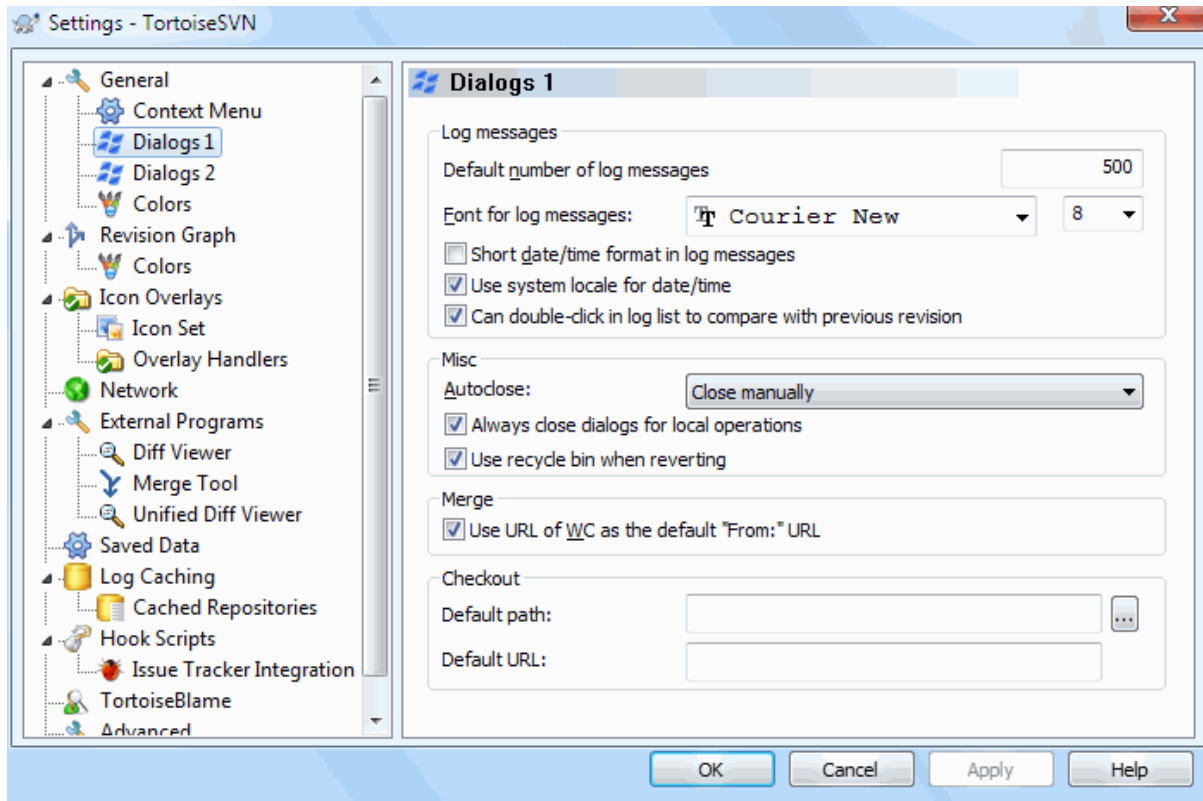 Settings - TortoiseSVN
x
General
Context Menu
Dialogs 1
Dialogs 2
Colors
Revision Graph
Colors
Icon Overlays
Icon Set
Overlay Handlers
Network
External Programs
Diff Viewer
Merge Tool
Unified Diff Viewer
Saved Data
Log Caching
Cached Repositories
Hook Scripts
Issue Tracker Integration
TortoiseBlame
Advanced
Dialogs 1
Log messages
Default number of log messages 500
Font for log messages: Courier New 8
Short date/time format in log messages
Use system locale for date/time
Can double-click in log list to compare with previous revision
Misc
Autoclose: Close manually
Always close dialogs for local operations
Use recycle bin when reverting
Merge
Use URL of WC as the default "From:" URL
Checkout
Default path: ...
Default URL:
OK Cancel Apply Help